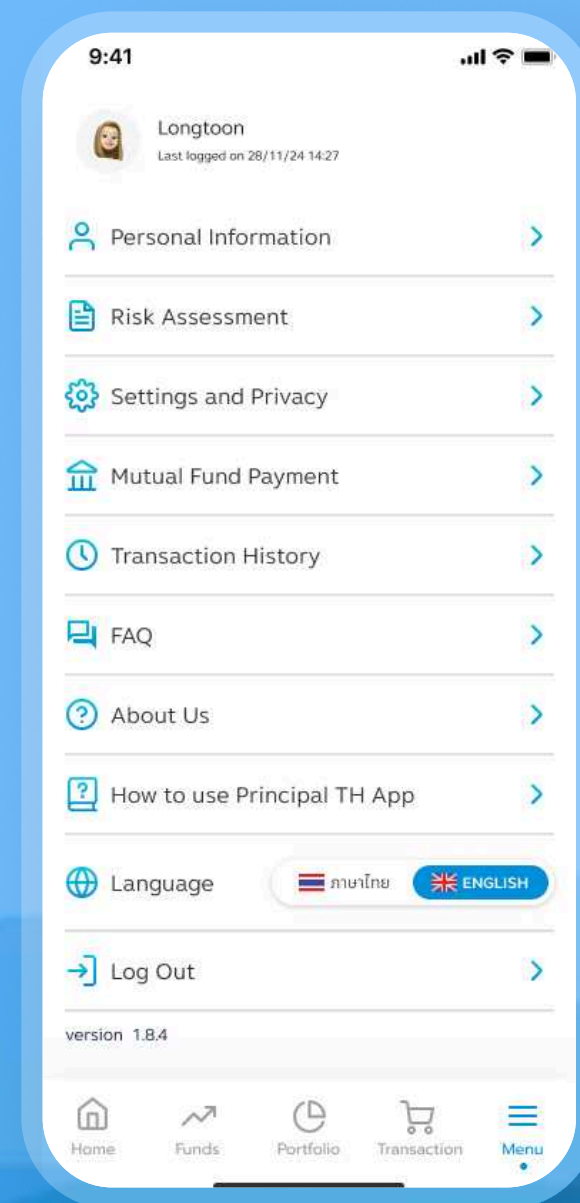 9:41
Longtoon
Last logged on 28/11/24 14:27
Personal Information
Risk Assessment
Settings and Privacy
Mutual Fund Payment
Transaction History
FAQ
About Us
How to use Principal TH App
Language ภาษาไทย ENGLISH
Log Out
version 1.8.4
Home Funds Portfolio Transaction Menu